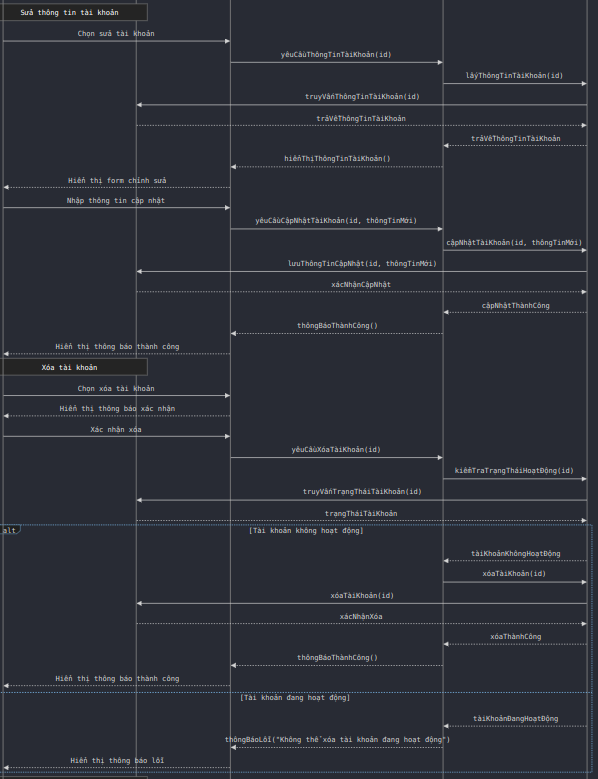 Sửa thông tin tài khoản
Chọn sửa tài khoản
yêuCầuThôngTinTàiKhoản(id)
lấyThôngTinTàiKhoản(id)
truyVấnThôngTinTàiKhoản(id)
trảVềThôngTinTàiKhoản
trảVềThôngTinTàiKhoản
hiểnThịThôngTinTàiKhoản()
Hiển thị form chỉnh sửa
Nhập thông tin cập nhật
yêuCầuCậpNhậtTàiKhoản(id, thôngTinMới)
cậpNhậtTàiKhoản(id, thôngTinMới)
lưuThôngTinCậpNhật(id, thôngTinMới)
xácNhậnCậpNhật
cậpNhậtThànhCông
thôngBáoThànhCông()
Hiển thị thông báo thành công
Xóa tài khoản
Chọn xóa tài khoản
Hiển thị thông báo xác nhận
Xác nhận xóa
yêuCầuXóaTàiKhoản(id)
kiểmTraTrạngTháiHoạtĐộng(id)
truyVấnTrạngTháiTàiKhoản(id)
trạngTháiTàiKhoản
alt
[Tài khoản không hoạt động]
tàiKhoảnKhôngHoạtĐộng
xóaTàiKhoản(id)
xóaTàiKhoản(id)
xácNhậnXóa
xóaThànhCông
thôngBáoThànhCông()
Hiển thị thông báo thành công
[Tài khoản đang hoạt động]
tàiKhoảnĐangHoạtĐộng
thôngBáoLỗi("Không thể xóa tài khoản đang hoạt động")
Hiển thị thông báo lỗi